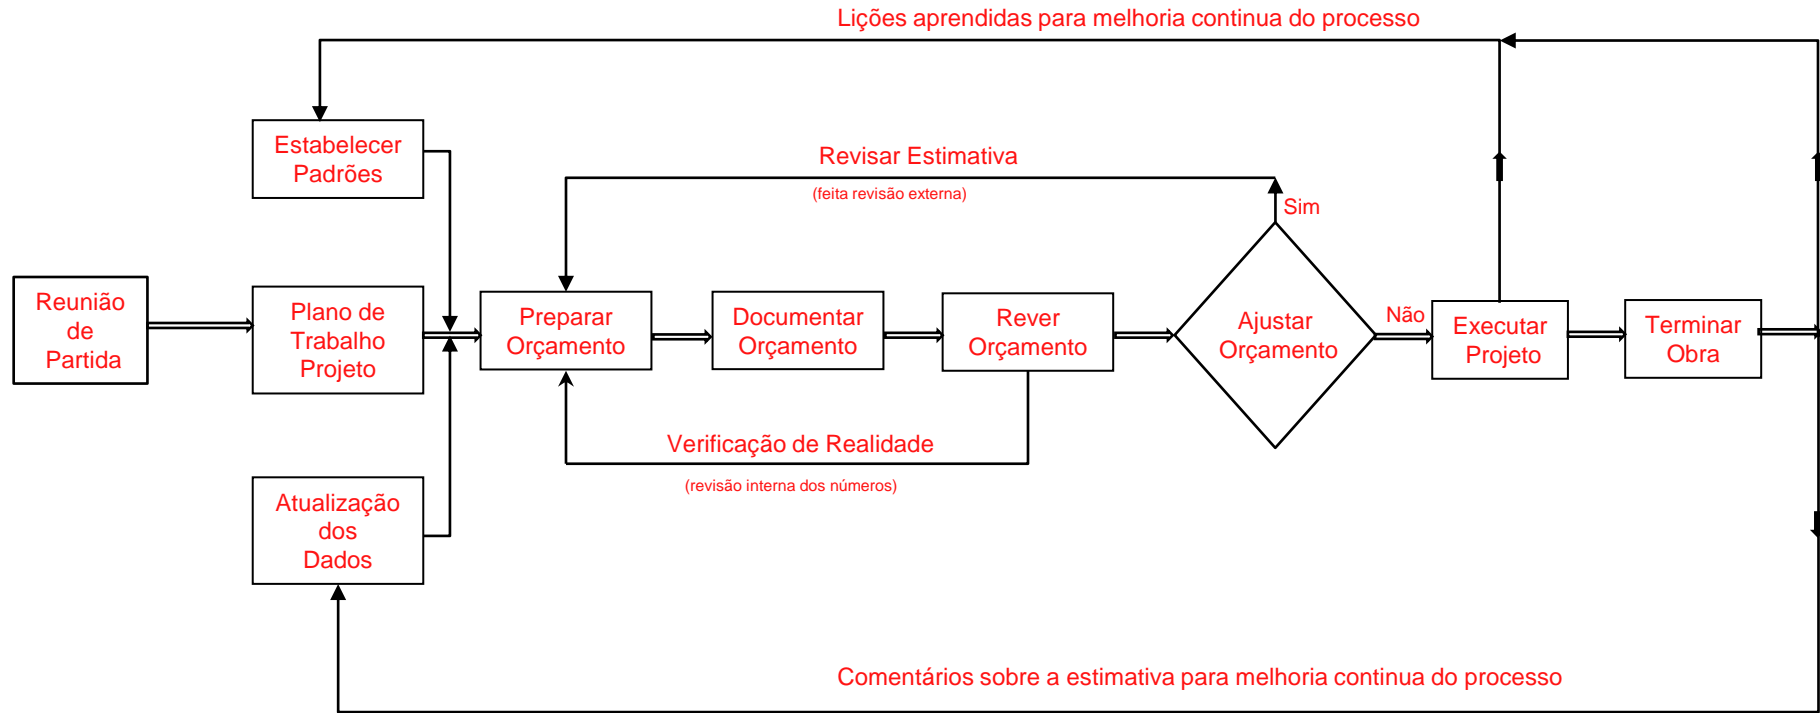 Lições aprendidas para melhoria continua do processo
Estabelecer
Padrões
Revisar Estimativa
(feita revisão externa)
Sim
Reunião
de
Partida
Plano de
Trabalho
Projeto
Preparar
Orçamento
Documentar
Orçamento
Rever
Orçamento
Ajustar
Orçamento
Não
Executar
Projeto
Terminar
Obra
Verificação de Realidade
(revisão interna dos números)
Atualização
dos
Dados
Comentários sobre a estimativa para melhoria continua do processo